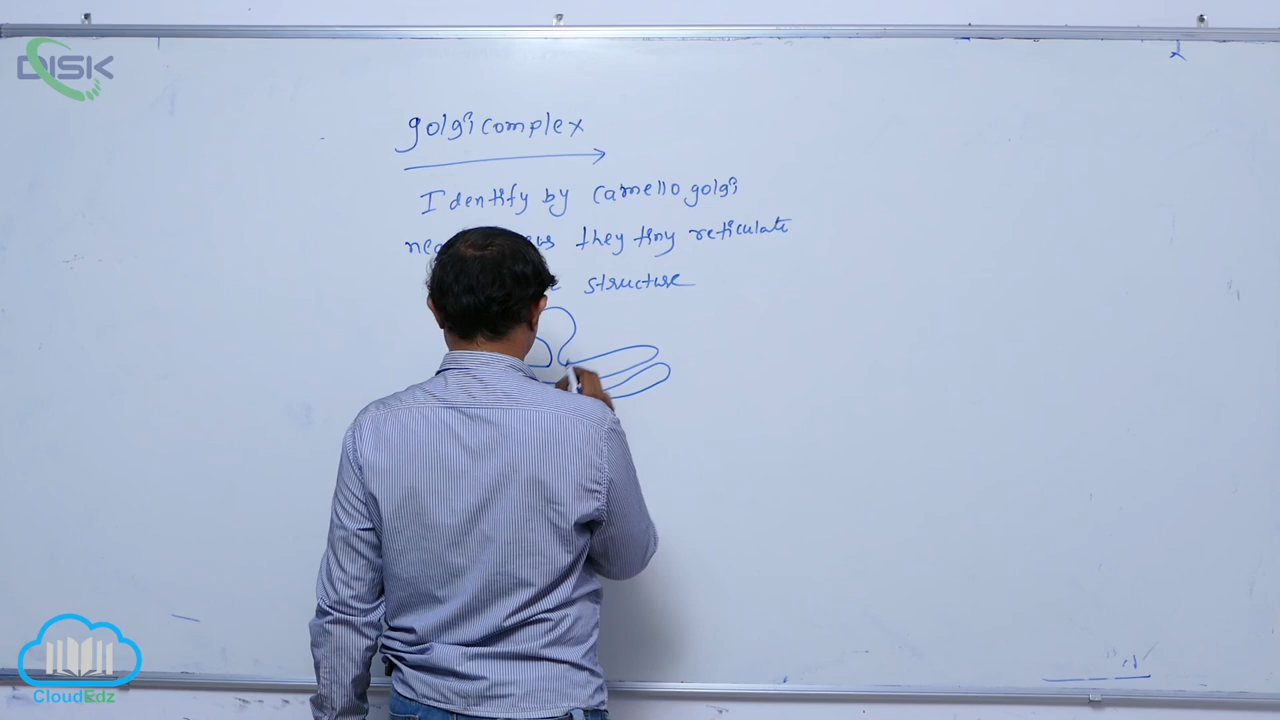 DISK
golgi complex
Identify by Camello golgi
they tiny reticulate
structure
CloudEdz